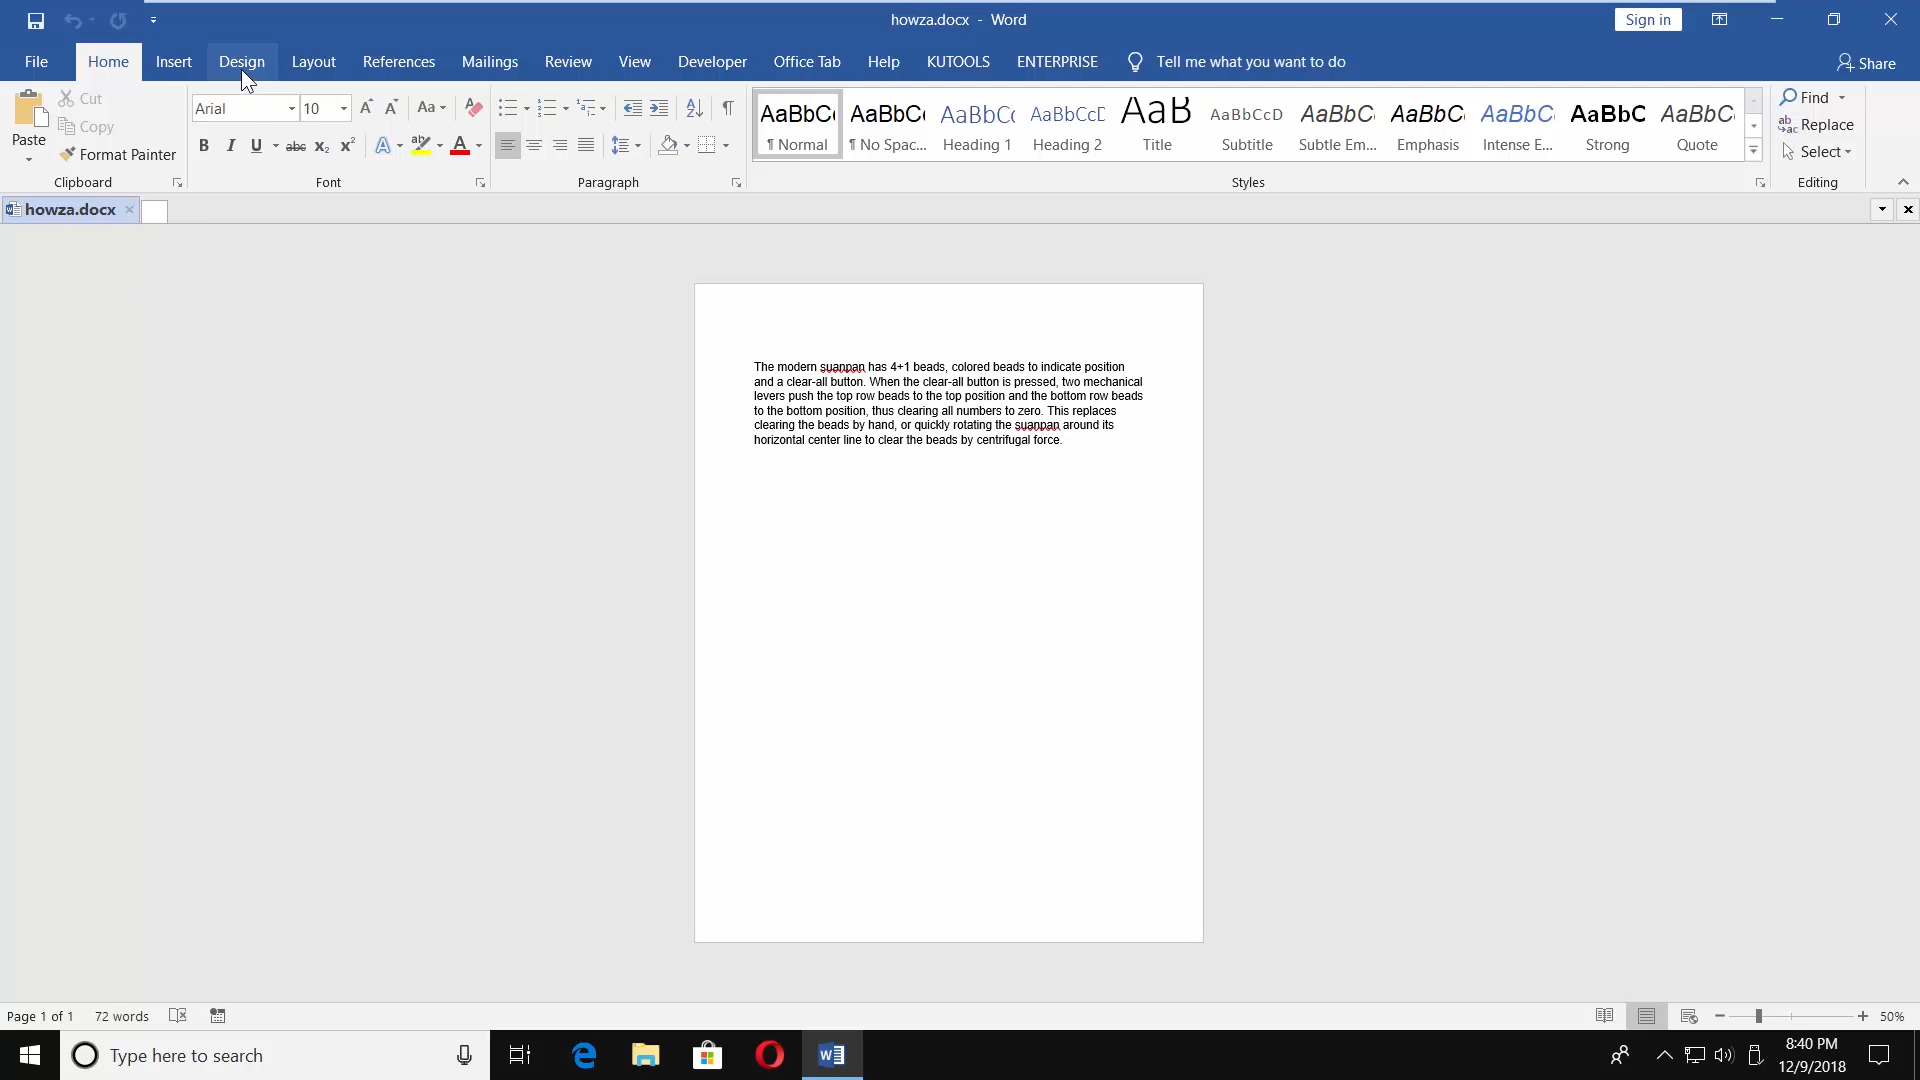 howza.docx - Word
Sign in
File Home Insert Design Layout References Mailings Review View Developer Office Tab Help KUTOOLS ENTERPRISE Tell me what you want to do Share
Paste
Cut
Copy
Format Painter
Clipboard
Arial 10
Font
Paragraph
AaBbC AaBbC AaBbC AaBbCcD AaB AaBbCcD AaBbC AaBbC AaBbC AaBbC AaBbC
¶ Normal ¶ No Spac... Heading 1 Heading 2 Title Subtitle Subtle Em... Emphasis Intense E... Strong Quote
Styles
Find
Replace
Select
Editing
howza.docx
The modern suanpan has 4+1 beads, colored beads to indicate position
and a clear-all button. When the clear-all button is pressed, two mechanical
levers push the top row beads to the top position and the bottom row beads
to the bottom position, thus clearing all numbers to zero. This replaces
clearing the beads by hand, or quickly rotating the suanpan around its
horizontal center line to clear the beads by centrifugal force.
Page 1 of 1 72 words 50%
Type here to search
8:40 PM
12/9/2018